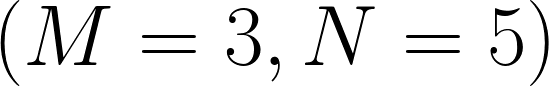 (M = 3, N = 5)